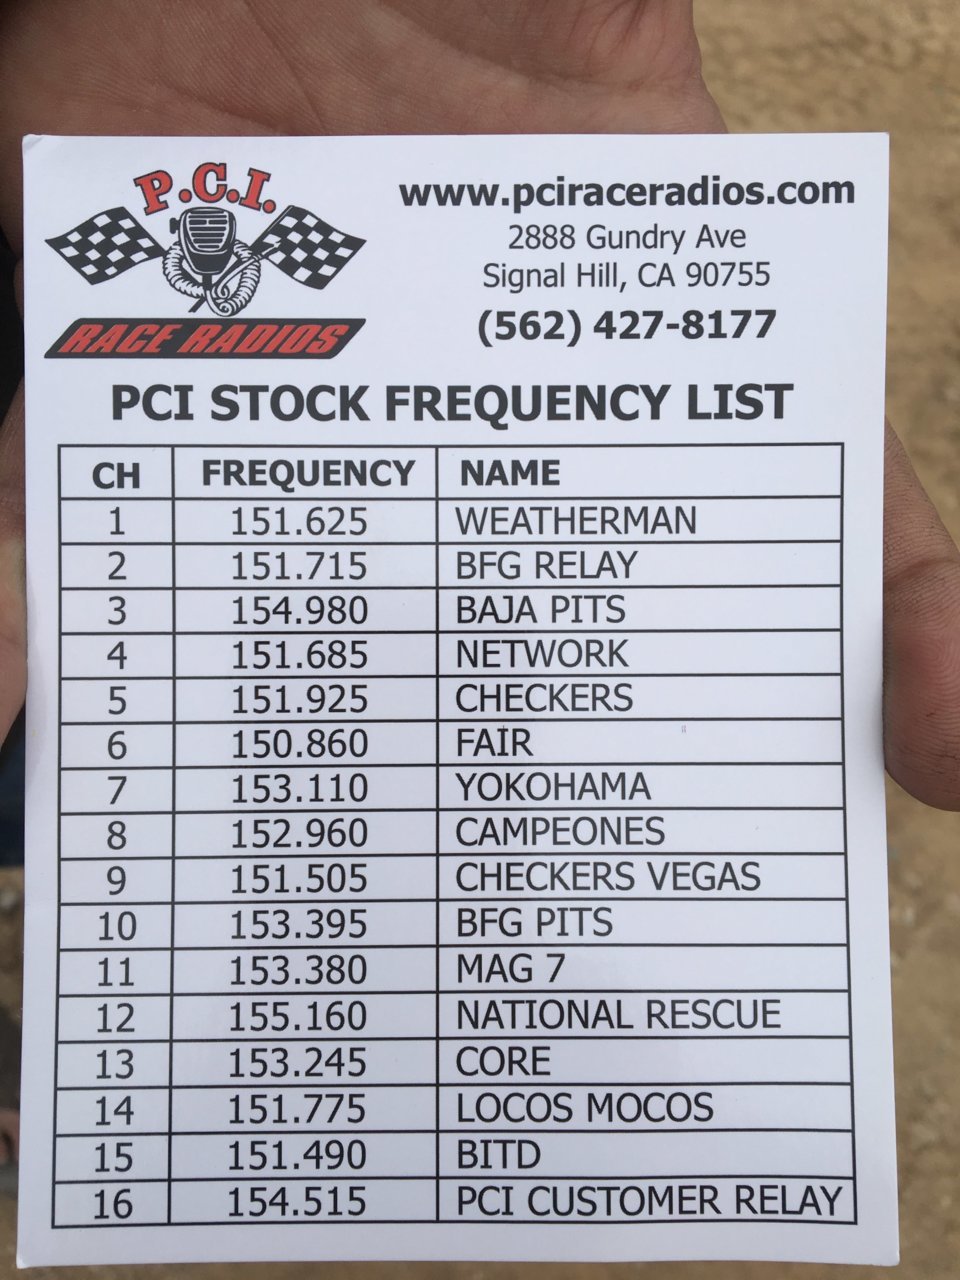 P.C.I.
RACE RADIOS
www.pciraceradios.com
2888 Gundry Ave
Signal Hill, CA 90755
(562) 427-8177
PCI STOCK FREQUENCY LIST
CH FREQUENCY NAME
1 151.625 WEATHERMAN
2 151.715 BFG RELAY
3 154.980 BAJA PITS
4 151.685 NETWORK
5 151.925 CHECKERS
6 150.860 FAIR
7 153.110 YOKOHAMA
8 152.960 CAMPEONES
9 151.505 CHECKERS VEGAS
10 153.395 BFG PITS
11 153.380 MAG 7
12 155.160 NATIONAL RESCUE
13 153.245 CORE
14 151.775 LOCOS MOCOS
15 151.490 BITD
16 154.515 PCI CUSTOMER RELAY